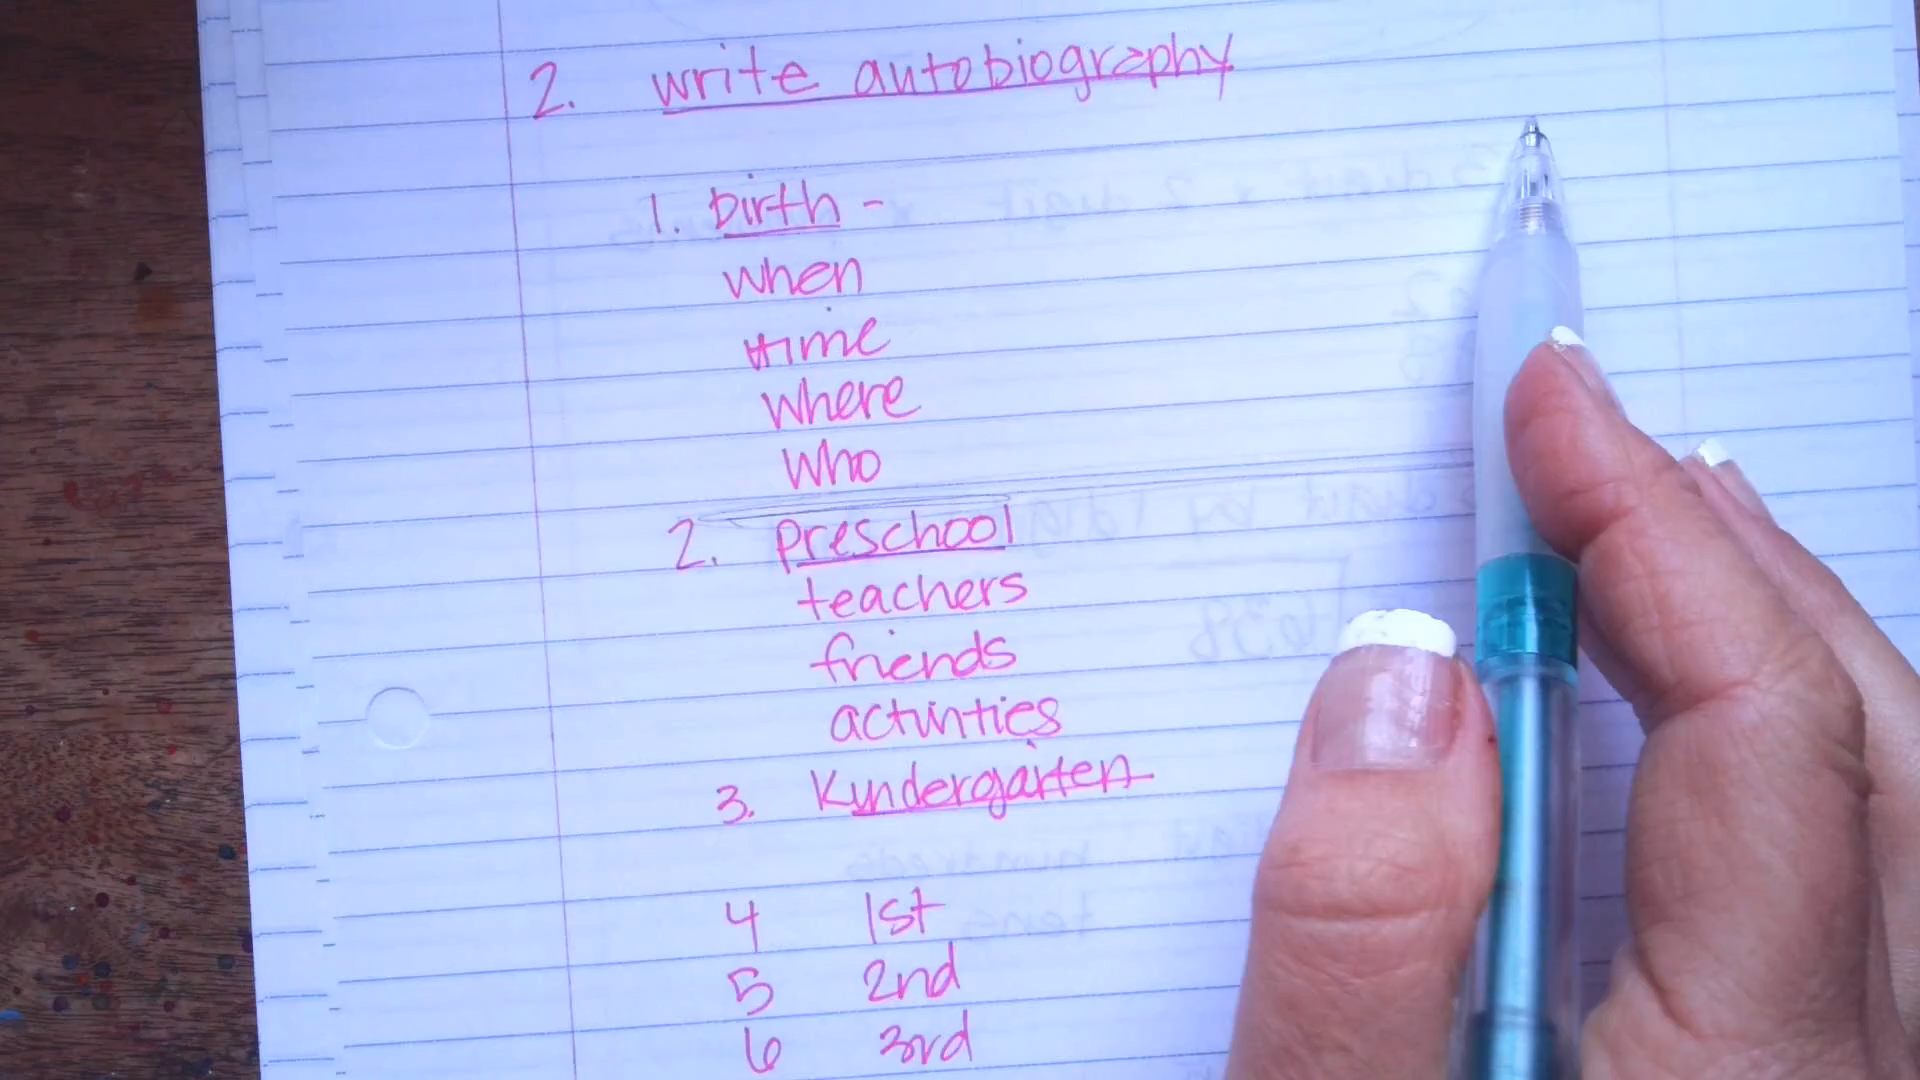 2. write autobiography
1. birth -
when
time
where
who
2. preschool
teachers
friends
activities
3. Kindergarten
4 1st
5 2nd
6 3rd